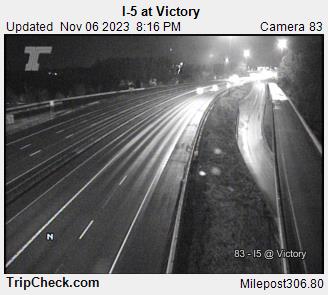 I-5 at Victory
Updated Nov 06 2023 8:16 PM Camera 83
T
N
83 - I5 @ Victory
TripCheck.com Milepost306.80